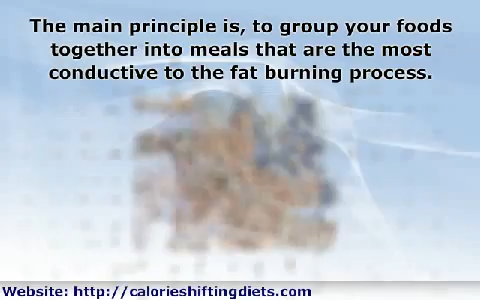 The main principle is, to group your foods
together into meals that are the most
conductive to the fat burning process.
Website: http://calorieshiftingdiets.com